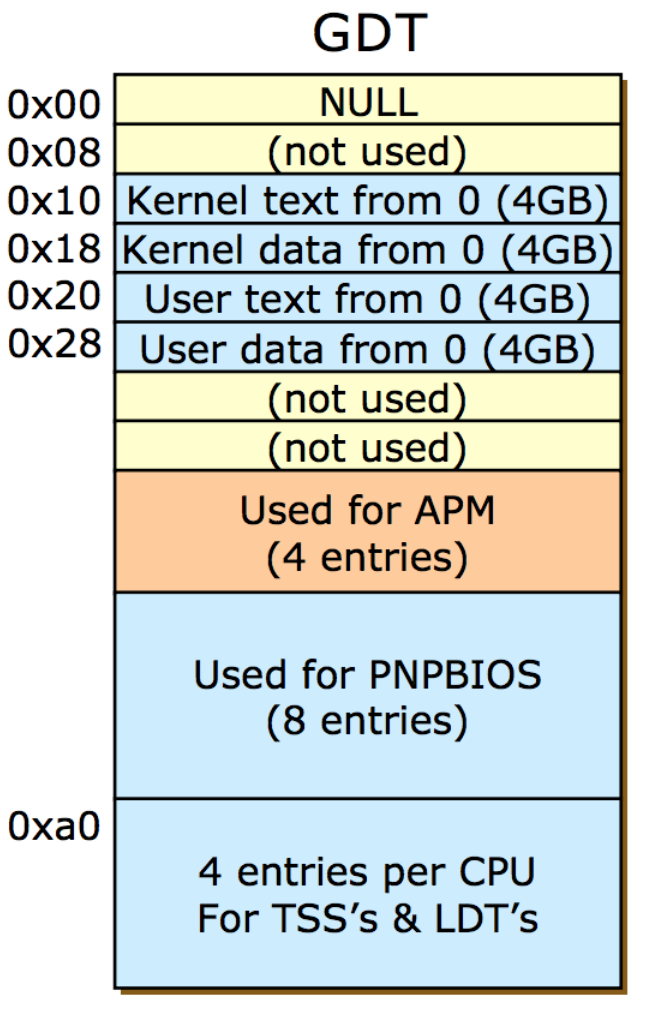 GDT
0x00 NULL
0x08 (not used)
0x10 Kernel text from 0 (4GB)
0x18 Kernel data from 0 (4GB)
0x20 User text from 0 (4GB)
0x28 User data from 0 (4GB)
(not used)
(not used)
Used for APM
(4 entries)
Used for PNPBIOS
(8 entries)
0xa0
4 entries per CPU
For TSS’s & LDT’s